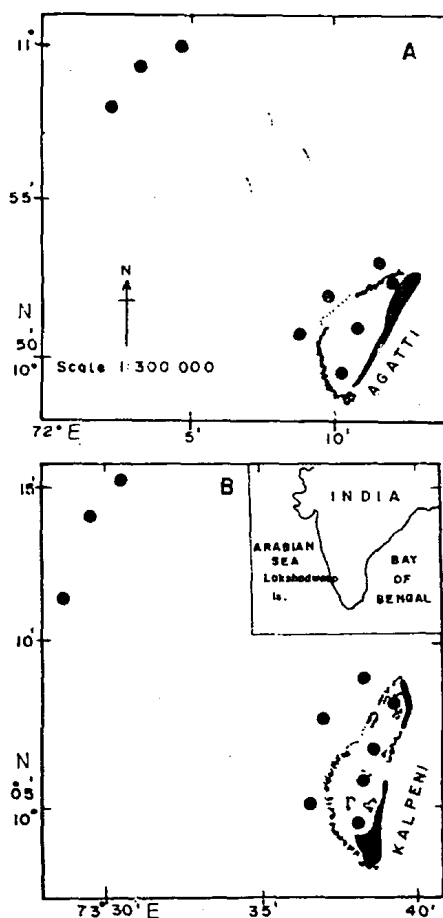 11°
A
55'
N
N
50'
10°
Scale 1:300 000
AGATTI
72°E
5'
10'
15'
B
INDIA
ARABIAN
SEA
Lakshadweep
Is.
BAY
OF
BENGAL
10'
N
05'
10°
KALPENI
73°30'E
35'
40'